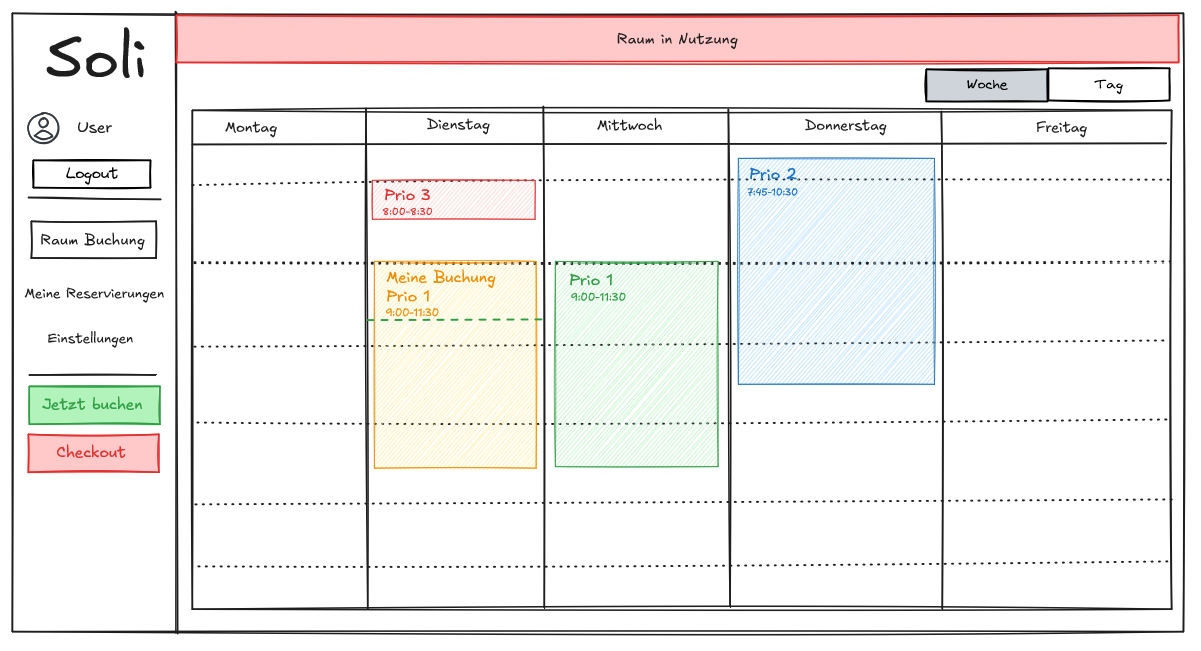 Soli
User
Logout
Raum Buchung
Meine Reservierungen
Einstellungen
Jetzt buchen
Checkout
Raum in Nutzung
Woche
Tag
Montag
Dienstag
Mittwoch
Donnerstag
Freitag
Prio 3
8:00-8:30
Meine Buchung
Prio 1
9:00-11:30
Prio 1
9:00-11:30
Prio 2
7:45-10:30